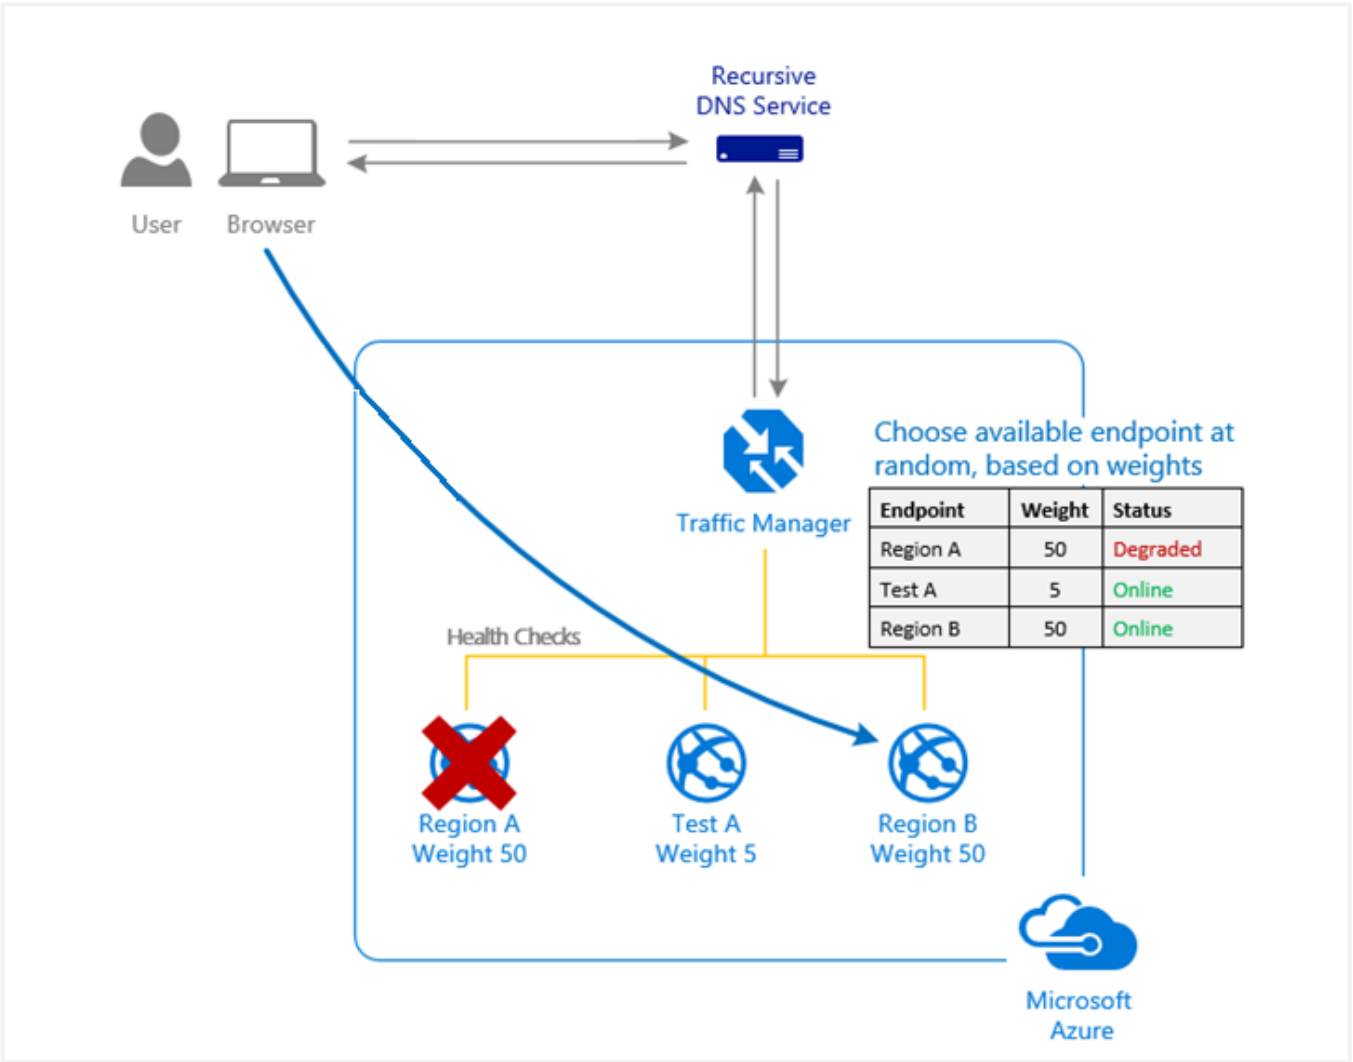 Recursive
DNS Service
User
Browser
Choose available endpoint at
random, based on weights
Traffic Manager
Endpoint Weight Status
Region A 50 Degraded
Test A 5 Online
Region B 50 Online
Health Checks
Region A
Weight 50
Test A
Weight 5
Region B
Weight 50
Microsoft
Azure